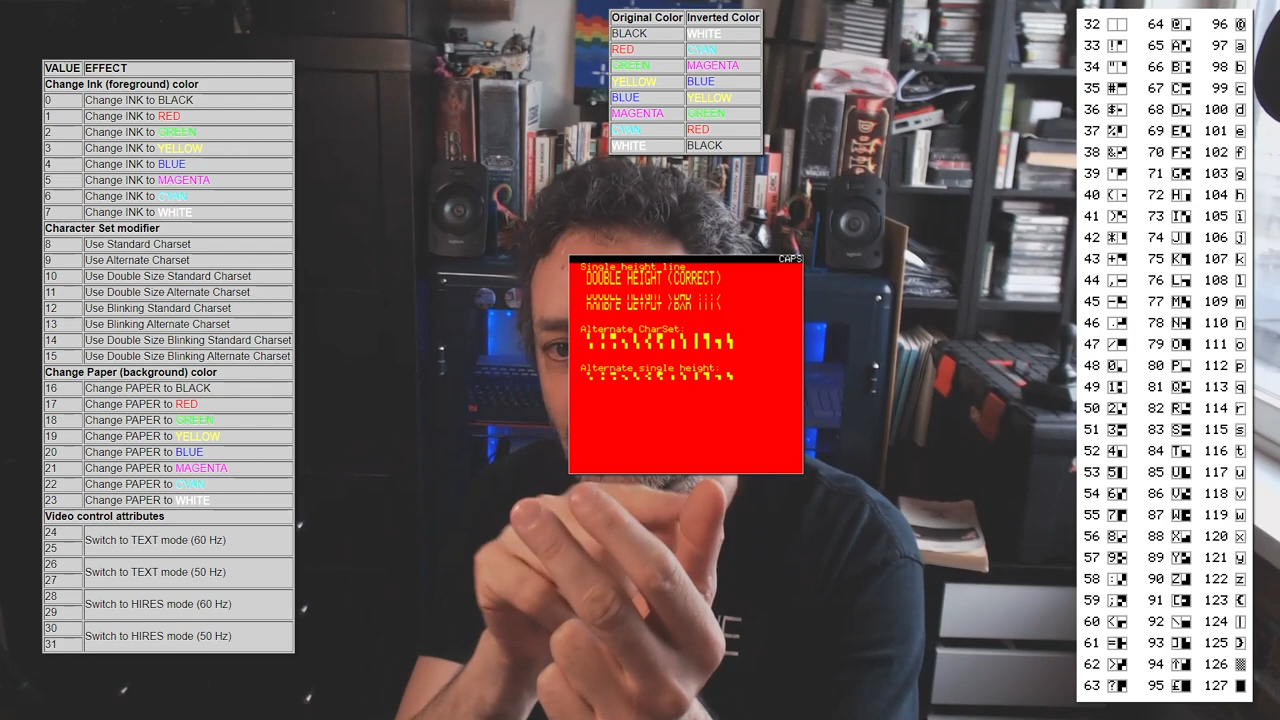 VALUE EFFECT
Change Ink (foreground) color
0 Change INK to BLACK
1 Change INK to RED
2 Change INK to GREEN
3 Change INK to YELLOW
4 Change INK to BLUE
5 Change INK to MAGENTA
6 Change INK to CYAN
7 Change INK to WHITE
Character Set modifier
8 Use Standard Charset
9 Use Alternate Charset
10 Use Double Size Standard Charset
11 Use Double Size Alternate Charset
12 Use Blinking Standard Charset
13 Use Blinking Alternate Charset
14 Use Double Size Blinking Standard Charset
15 Use Double Size Blinking Alternate Charset
Change Paper (background) color
16 Change PAPER to BLACK
17 Change PAPER to RED
18 Change PAPER to GREEN
19 Change PAPER to YELLOW
20 Change PAPER to BLUE
21 Change PAPER to MAGENTA
22 Change PAPER to CYAN
23 Change PAPER to WHITE
Video control attributes
24
25 Switch to TEXT mode (60 Hz)
26
27 Switch to TEXT mode (50 Hz)
28
29 Switch to HIRES mode (60 Hz)
30
31 Switch to HIRES mode (50 Hz)
Original Color Inverted Color
BLACK WHITE
RED CYAN
GREEN MAGENTA
YELLOW BLUE
BLUE YELLOW
MAGENTA GREEN
CYAN RED
WHITE BLACK
CAPS
Single height line
DOUBLE HEIGHT (CORRECT)
Alternate CharSet:
Alternate single height:
32 64 @ 96 @
33 ! 65 A 97 a
34 " 66 B 98 b
35 # 67 C 99 c
36 $ 68 D 100 d
37 % 69 E 101 e
38 & 70 F 102 f
39 ' 71 G 103 g
40 ( 72 H 104 h
41 ) 73 I 105 i
42 * 74 J 106 j
43 + 75 K 107 k
44 , 76 L 108 l
45 - 77 M 109 m
46 . 78 N 110 n
47 / 79 O 111 o
48 0 80 P 112 p
49 1 81 Q 113 q
50 2 82 R 114 r
51 3 83 S 115 s
52 4 84 T 116 t
53 5 85 U 117 u
54 6 86 V 118 v
55 7 87 W 119 w
56 8 88 X 120 x
57 9 89 Y 121 y
58 : 90 Z 122 z
59 ; 91 [ 123 {
60 < 92 \ 124 |
61 = 93 ] 125 }
62 > 94 ↑ 126
63 ? 95 £ 127